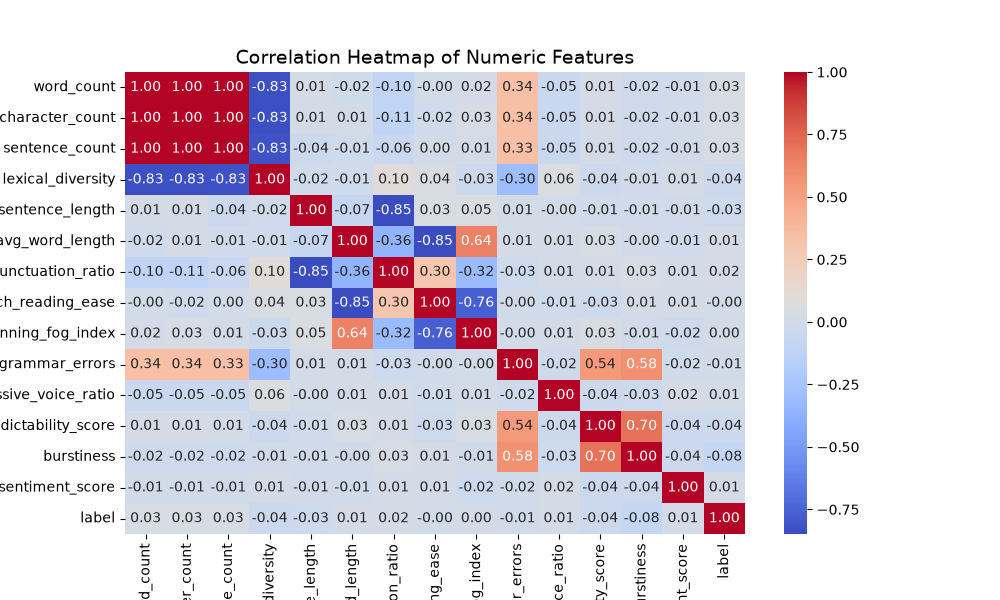 Correlation Heatmap of Numeric Features
word_count 1.00 1.00 1.00 -0.83 0.01 -0.02 -0.10 -0.00 0.02 0.34 -0.05 0.01 -0.02 -0.01 0.03
character_count 1.00 1.00 1.00 -0.83 0.01 0.01 -0.11 -0.02 0.03 0.34 -0.05 0.01 -0.02 -0.01 0.03
sentence_count 1.00 1.00 1.00 -0.83 -0.04 -0.01 -0.06 0.00 0.01 0.33 -0.05 0.01 -0.02 -0.01 0.03
lexical_diversity -0.83 -0.83 -0.83 1.00 -0.02 -0.01 0.10 0.04 -0.03 -0.30 0.06 -0.04 -0.01 0.01 -0.04
sentence_length 0.01 0.01 -0.04 -0.02 1.00 -0.07 -0.85 0.03 0.05 0.01 -0.00 -0.01 -0.01 -0.01 -0.03
avg_word_length -0.02 0.01 -0.01 -0.01 -0.07 1.00 -0.36 -0.85 0.64 0.01 0.01 0.03 -0.00 -0.01 0.01
unctuation_ratio -0.10 -0.11 -0.06 0.10 -0.85 -0.36 1.00 0.30 -0.32 -0.03 0.01 0.01 0.03 0.01 0.02
ch_reading_ease -0.00 -0.02 0.00 0.04 0.03 -0.85 0.30 1.00 -0.76 -0.00 -0.01 -0.03 0.01 0.01 -0.00
nning_fog_index 0.02 0.03 0.01 -0.03 0.05 0.64 -0.32 -0.76 1.00 -0.00 0.01 0.03 -0.01 -0.02 0.00
grammar_errors 0.34 0.34 0.33 -0.30 0.01 0.01 -0.03 -0.00 -0.00 1.00 -0.02 0.54 0.58 -0.02 -0.01
ssive_voice_ratio -0.05 -0.05 -0.05 0.06 -0.00 0.01 0.01 -0.01 0.01 -0.02 1.00 -0.04 -0.03 0.02 0.01
dictability_score 0.01 0.01 0.01 -0.04 -0.01 0.03 0.01 -0.03 0.03 0.54 -0.04 1.00 0.70 -0.04 -0.04
burstiness -0.02 -0.02 -0.02 -0.01 -0.01 -0.00 0.03 0.01 -0.01 0.58 -0.03 0.70 1.00 -0.04 -0.08
sentiment_score -0.01 -0.01 -0.01 0.01 -0.01 -0.01 0.01 0.01 -0.02 -0.02 0.02 -0.04 -0.04 1.00 0.01
label 0.03 0.03 0.03 -0.04 -0.03 0.01 0.02 -0.00 0.00 -0.01 0.01 -0.04 -0.08 0.01 1.00
d_count
er_count
e_count
diversity
e_length
d_length
on_ratio
ng_ease
g_index
r_errors
ce_ratio
ty_score
rstiness
nt_score
label
1.00
0.75
0.50
0.25
0.00
−0.25
−0.50
−0.75